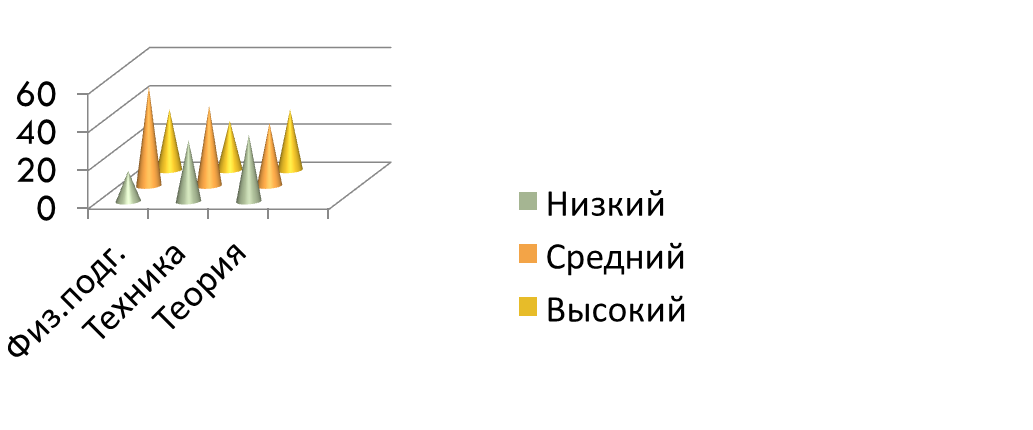 60
40
20
0
Физ.подг.
Техника
Теория
Низкий
Средний
Высокий